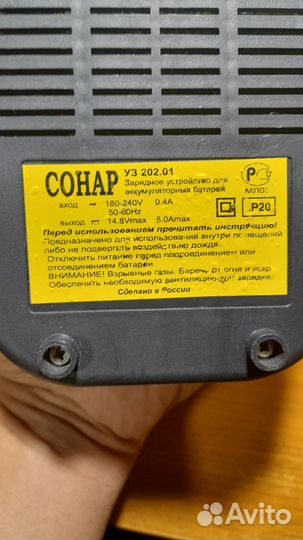 СОНАР УЗ 202.01
Зарядное устройство для
аккумуляторных батарей
МЛ05
вход ~ 180-240V 0.4A
50-60Hz
выход 14.8Vmax 5.0Amax
IP20
Перед использованием прочитать инструкцию!
Предназначено для использования внутри помещений
либо не подвергать воздействию дождя.
Отключить питание перед подсоединением или
отсоединением батареи
ВНИМАНИЕ! Взрывные газы. Беречь от огня и искр
Обеспечить необходимую вентиляцию при зарядке.
Сделано в России
Avito